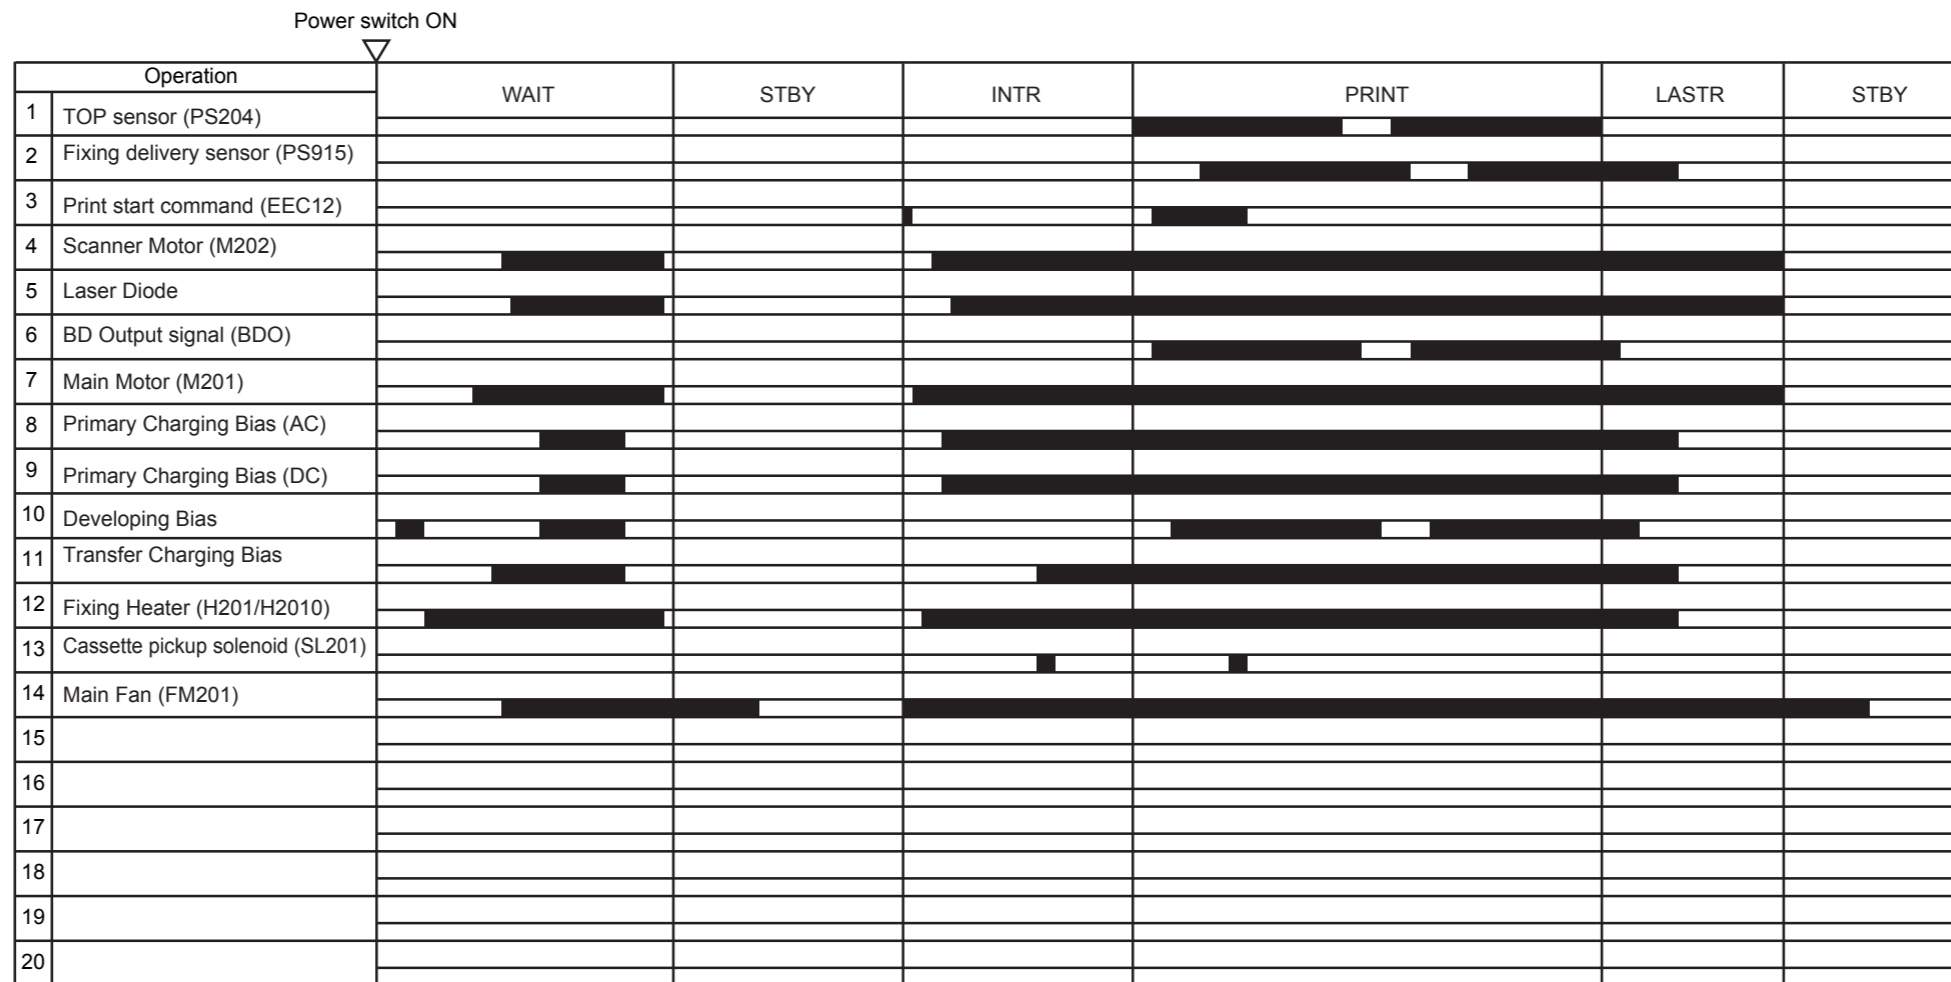 Power switch ON
Operation WAIT STBY INTR PRINT LASTR STBY
1 TOP sensor (PS204)
2 Fixing delivery sensor (PS915)
3 Print start command (EEC12)
4 Scanner Motor (M202)
5 Laser Diode
6 BD Output signal (BDO)
7 Main Motor (M201)
8 Primary Charging Bias (AC)
9 Primary Charging Bias (DC)
10 Developing Bias
11 Transfer Charging Bias
12 Fixing Heater (H201/H2010)
13 Cassette pickup solenoid (SL201)
14 Main Fan (FM201)
15
16
17
18
19
20